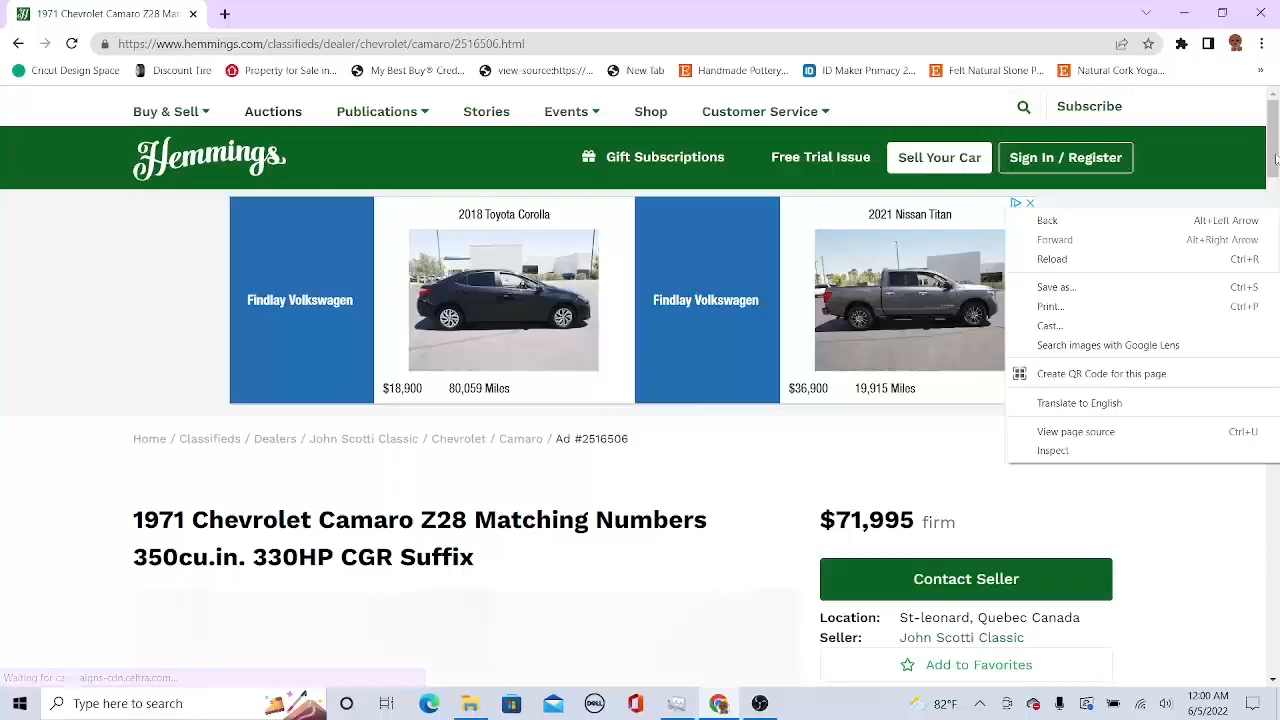 1971 Chevrolet Camaro Z28 Mat
https://www.hemmings.com/classifieds/dealer/chevrolet/camaro/2516506.html
Cricut Design Space Discount Tire Property for Sale in... My Best Buy® Cred... view-source:https://... New Tab Handmade Pottery... ID Maker Primacy 2... Felt Natural Stone P... Natural Cork Yoga... »
Buy & Sell Auctions Publications Stories Events Shop Customer Service Subscribe
Hemmings Gift Subscriptions Free Trial Issue Sell Your Car Sign In / Register
2018 Toyota Corolla 2021 Nissan Titan
Findlay Volkswagen Findlay Volkswagen
$18,900 80,059 Miles $36,900 19,915 Miles
Back Alt+Left Arrow
Forward Alt+Right Arrow
Reload Ctrl+R
Save as... Ctrl+S
Print... Ctrl+P
Cast...
Search images with Google Lens
Create QR Code for this page
Translate to English
View page source Ctrl+U
Inspect
Home / Classifieds / Dealers / John Scotti Classic / Chevrolet / Camaro / Ad #2516506
1971 Chevrolet Camaro Z28 Matching Numbers
350cu.in. 330HP CGR Suffix
$71,995 firm
Contact Seller
Location: St-leonard, Quebec Canada
Seller: John Scotti Classic
Add to Favorites
Waiting for campaigns-cdn.celtra.com...
Type here to search
DELL
82°F
12:00 AM
6/5/2022